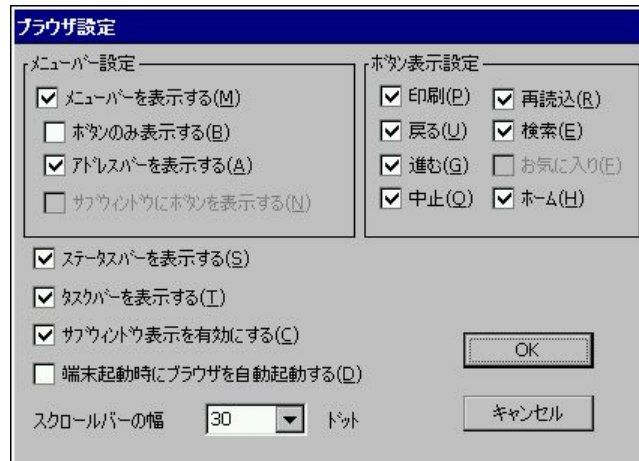 ブラウザ設定
メニューバー設定
メニューバーを表示する(M)
ボタンのみ表示する(B)
アドレスバーを表示する(A)
サブウィンドウにボタンを表示する(N)
ボタン表示設定
印刷(P) 再読込(R)
戻る(U) 検索(E)
進む(G) お気に入り(F)
中止(Q) ホーム(H)
ステータスバーを表示する(S)
タスクバーを表示する(T)
サブウィンドウ表示を有効にする(C)
端末起動時にブラウザを自動起動する(D)
OK
スクロールバーの幅 30 ドット
キャンセル